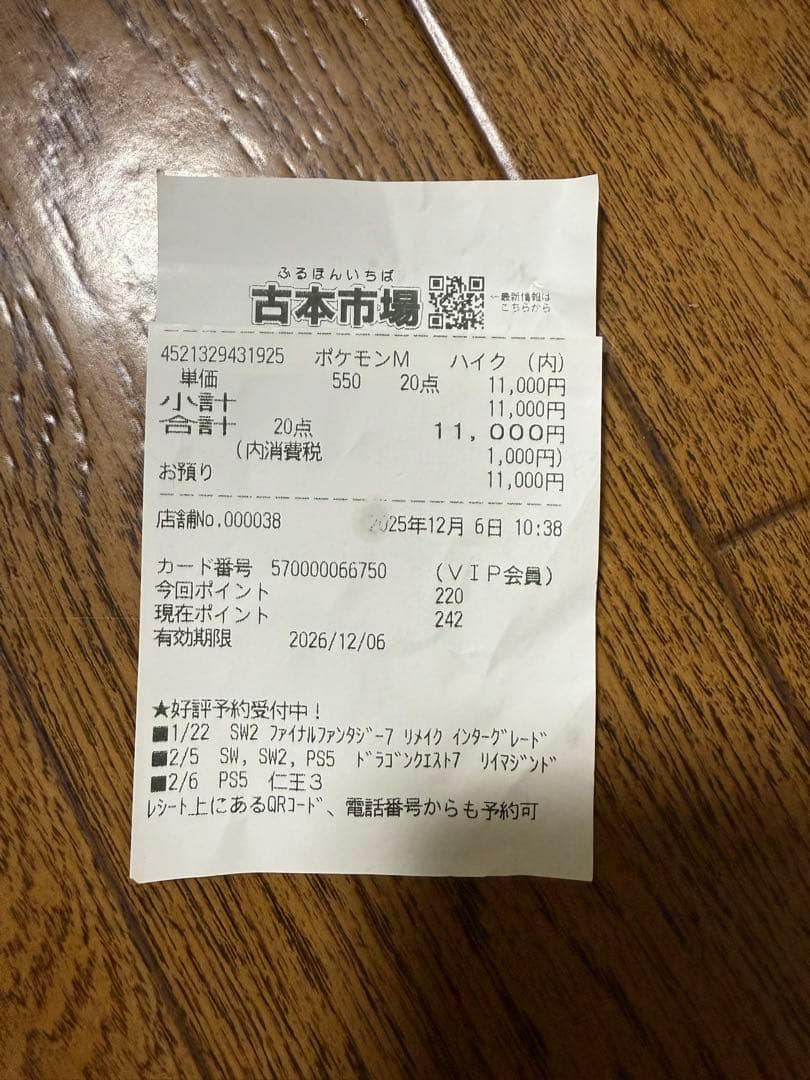 ふるほんいちば
古本市場
←最新情報は
こちらから
4521329431925 ポケモンM ハイク (内)
単価 550 20点 11,000円
小計 11,000円
合計 20点 11,000円
(内消費税 1,000円)
お預り 11,000円
店舗No.000038 2025年12月 6日 10:38
カード番号 570000066750 (VIP会員)
今回ポイント 220
現在ポイント 242
有効期限 2026/12/06
★好評予約受付中!
■1/22 SW2 ファイナルファンタジー7 リメイク インターグレード
■2/5 SW,SW2,PS5 ドラゴンクエスト7 リイマジンド
■2/6 PS5 仁王3
レシート上にあるQRコード、電話番号からも予約可